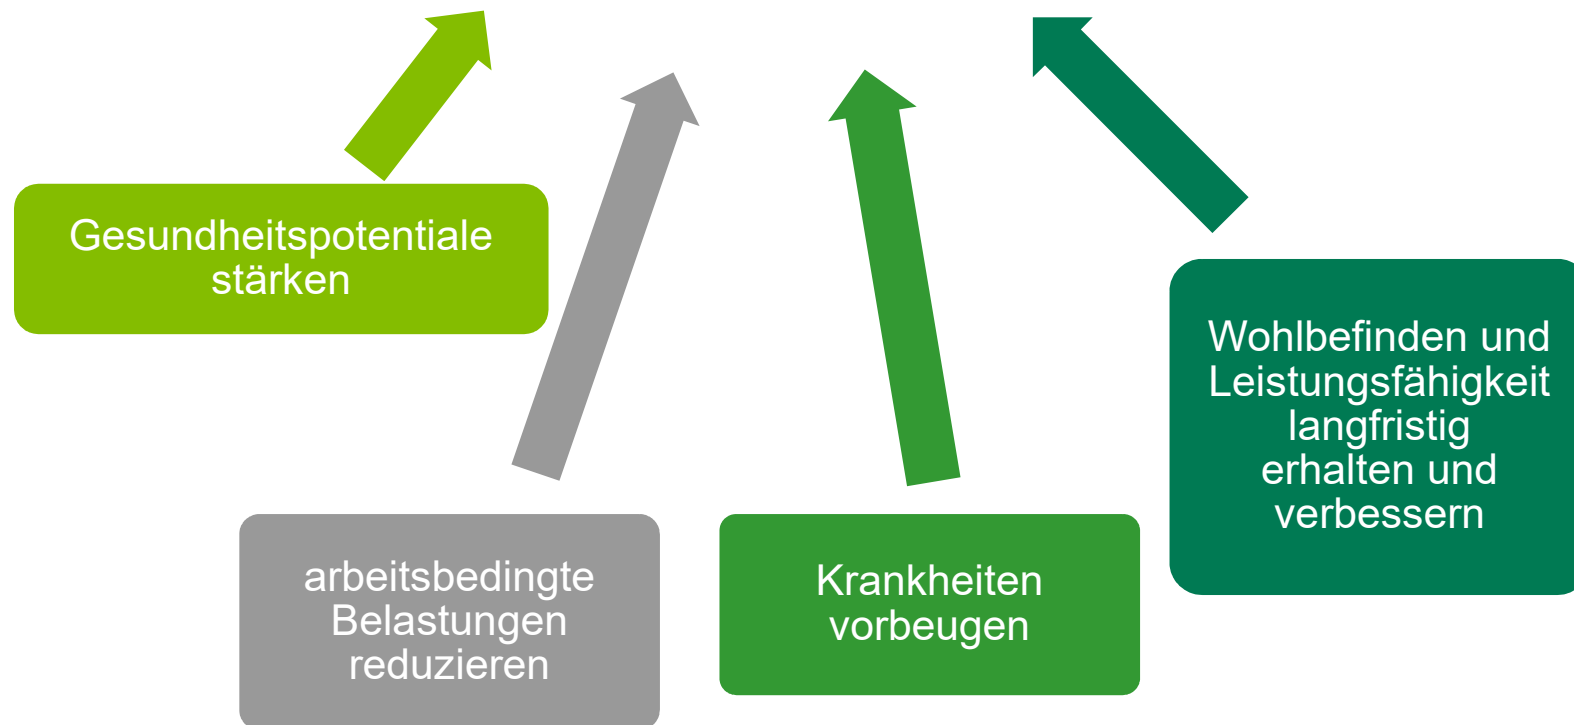 Gesundheitspotentiale
stärken
arbeitsbedingte
Belastungen
reduzieren
Krankheiten
vorbeugen
Wohlbefinden und
Leistungsfähigkeit
langfristig
erhalten und
verbessern